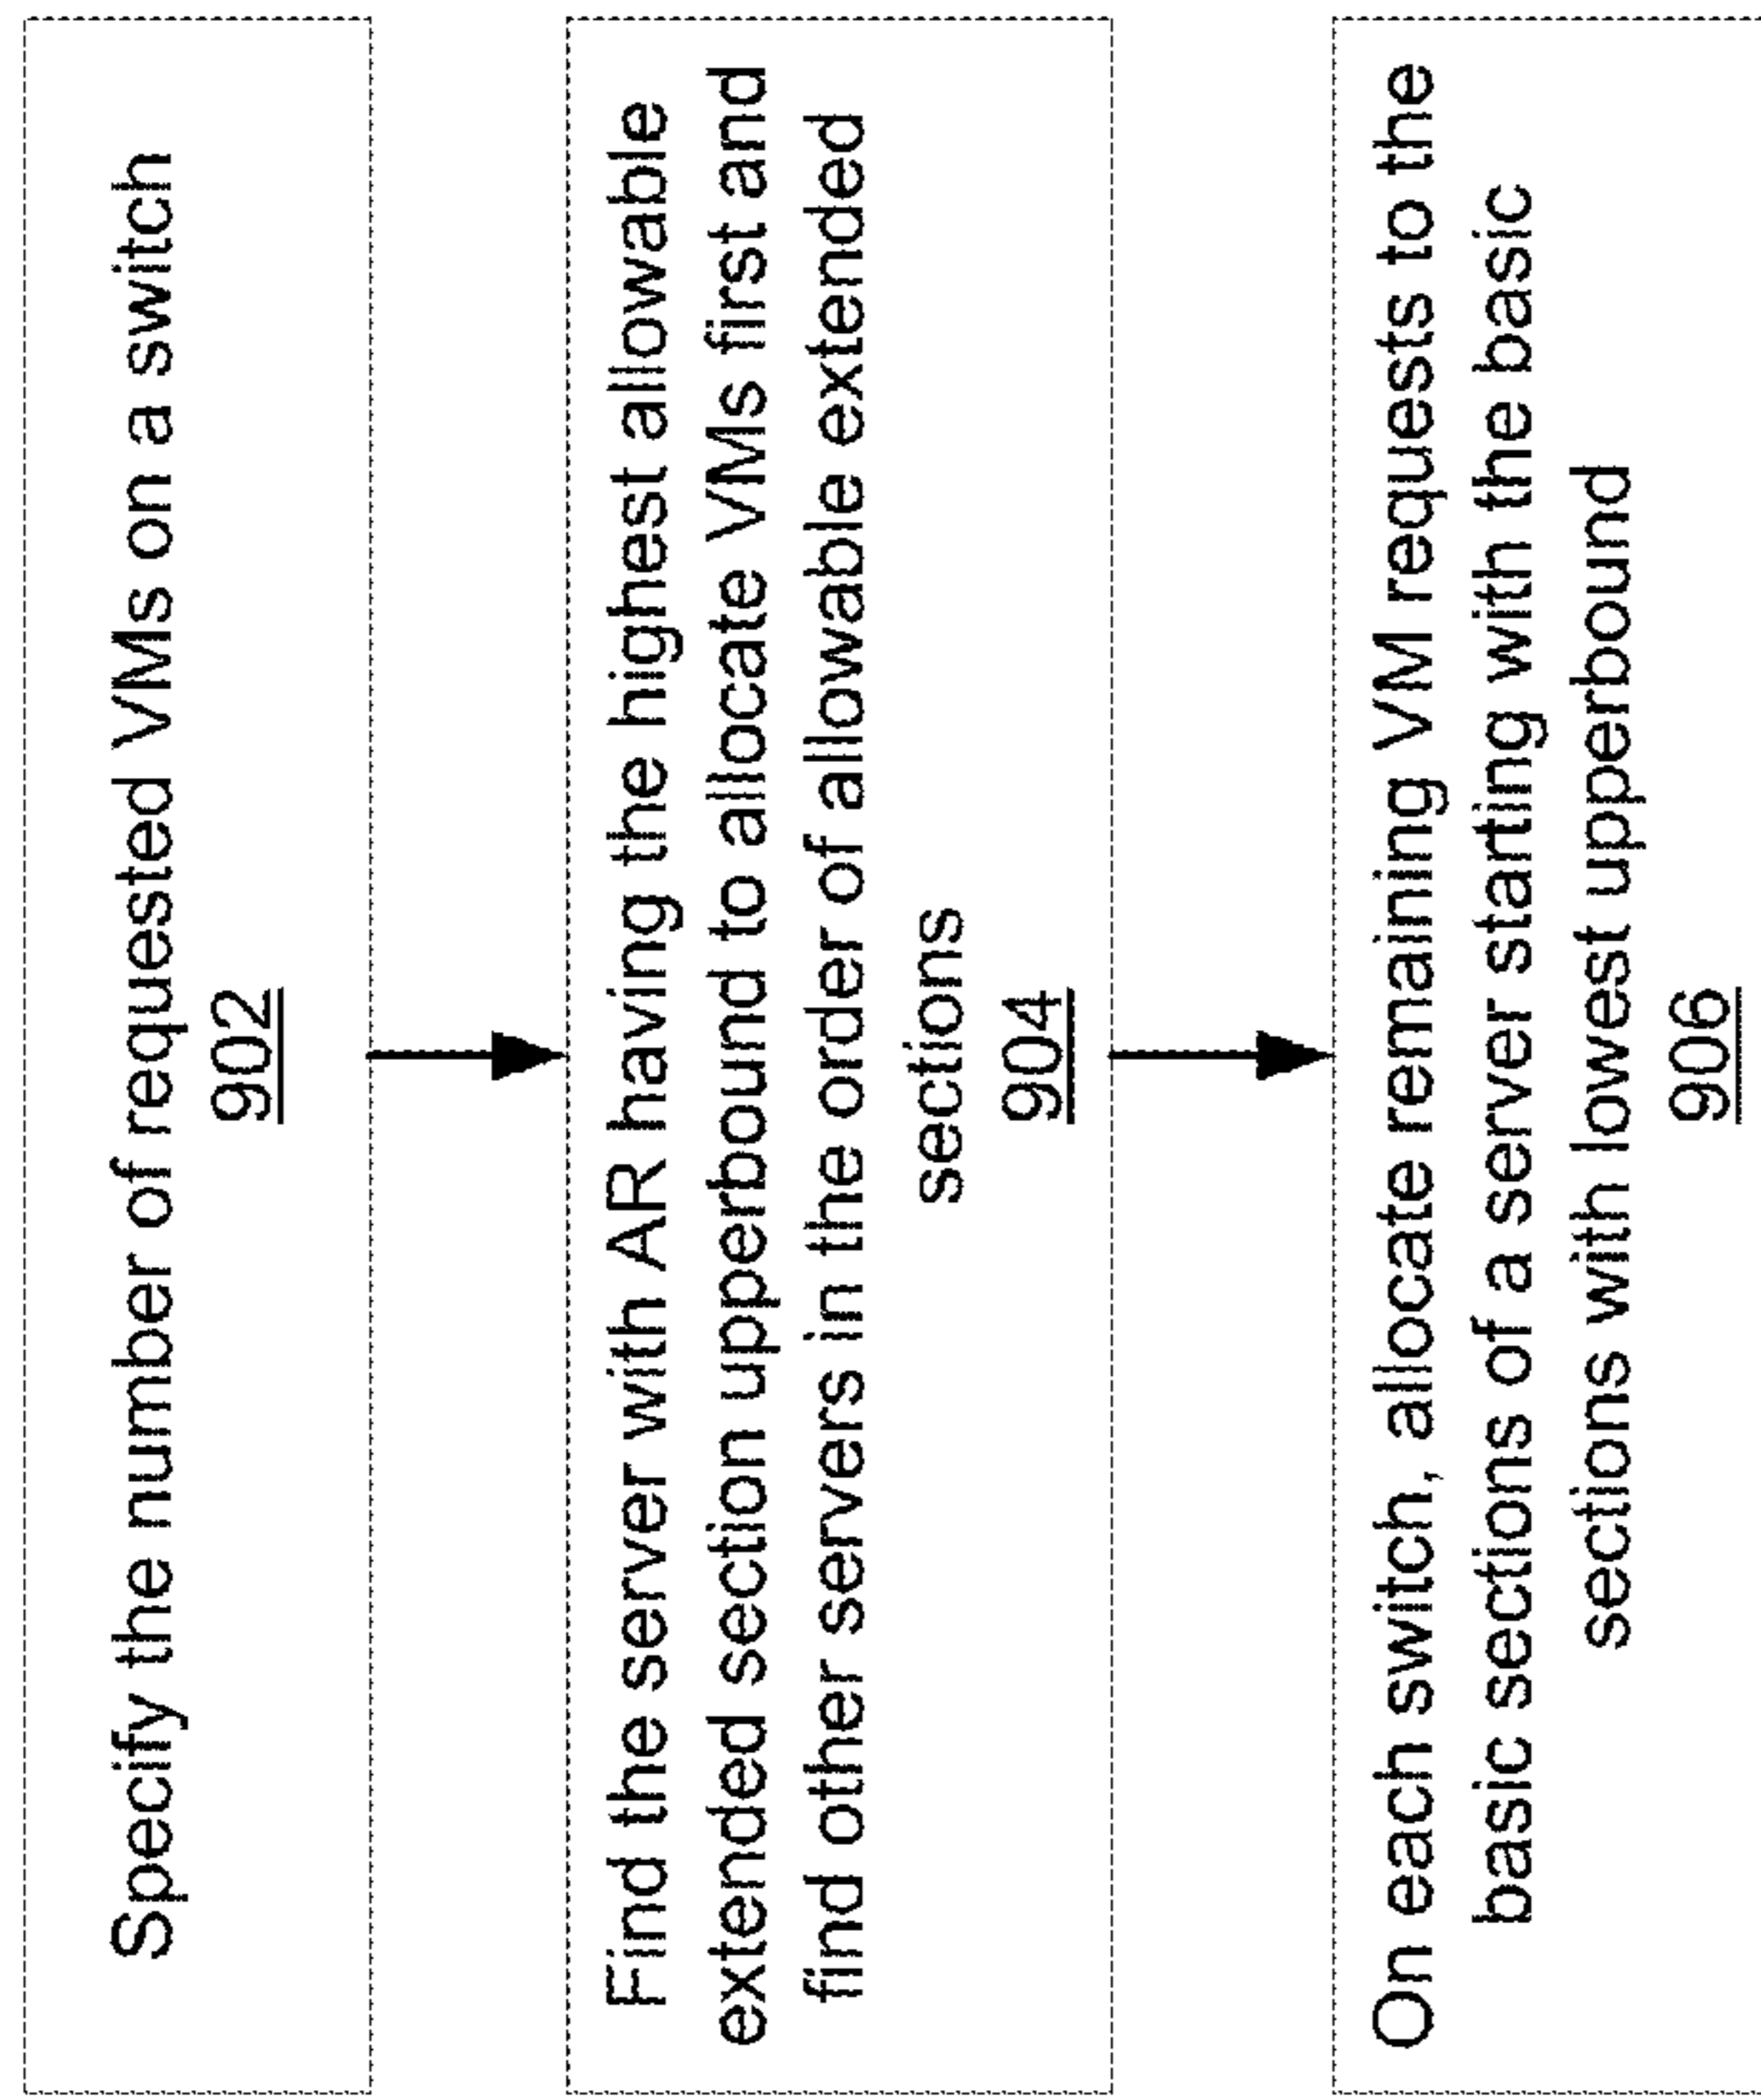 Specify the number of requested VMs on a switch
902
Find the server with AR having the highest allowable
extended section upperbound to allocate VMs first and
find other servers in the order of allowable extended
sections
904
On each switch, allocate remaining VM requests to the
basic sections of a server starting with the basic
sections with lowest upperbound
906